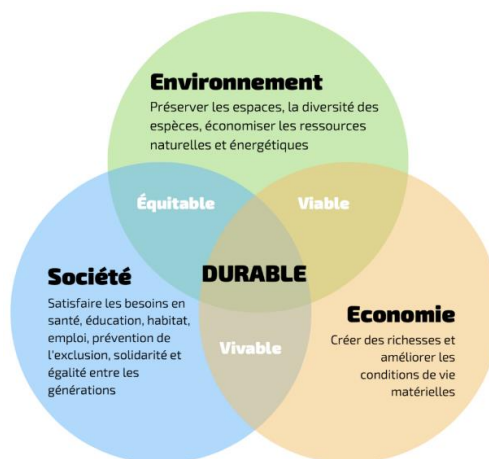 Environnement
Préserver les espaces, la diversité des
espèces, économiser les ressources
naturelles et énergétiques
Équitable
Viable
Société
Satisfaire les besoins en
santé, éducation, habitat,
emploi, prévention de
l'exclusion, solidarité et
égalité entre les
générations
DURABLE
Vivable
Economie
Créer des richesses et
améliorer les
conditions de vie
matérielles